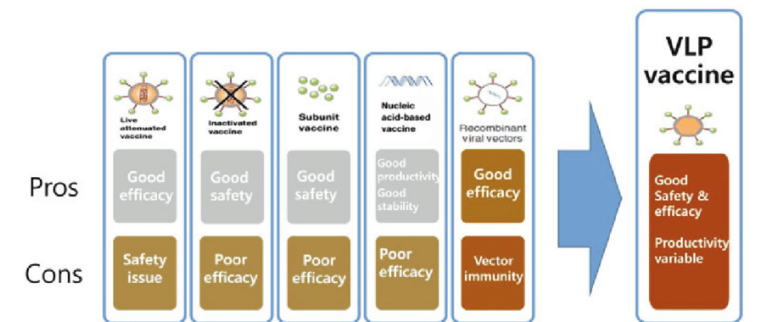 VLP
vaccine
Live
attenuated
vaccine
Inactivated
vaccine
Subunit
vaccine
Nucleic
acid-based
vaccine
Recombinant
viral vectors
Pros
Good
efficacy
Good
safety
Good
safety
Good
productivity
Good
stability
Good
efficacy
Good
Safety &
efficacy
Productivity
variable
Cons
Safety
issue
Poor
efficacy
Poor
efficacy
Poor
efficacy
Vector
immunity